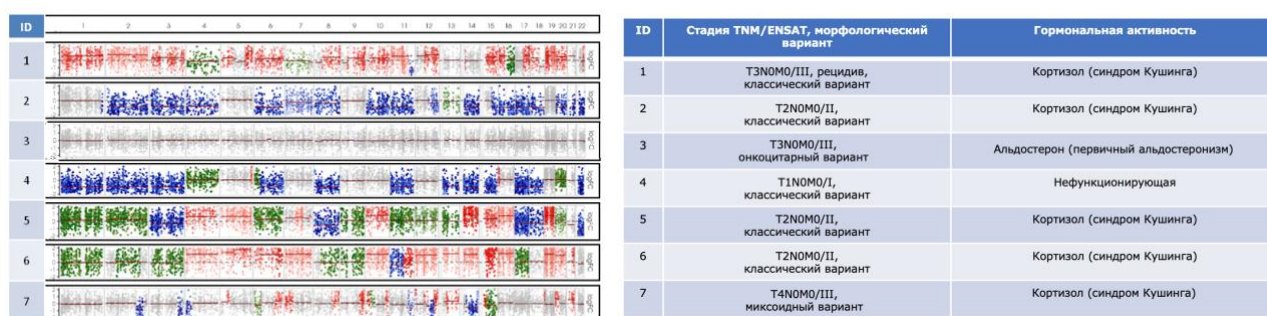 ID
1 2 3 4 5 6 7 8 9 10 11 12 13 14 15 16 17 18 19 20 21 22
1
2
3
4
5
6
7
ID Стадия TNM/ENSAT, морфологический вариант Гормональная активность
1 T3N0M0/III, рецидив, классический вариант Кортизол (синдром Кушинга)
2 T2N0M0/II, классический вариант Кортизол (синдром Кушинга)
3 T3N0M0/III, онкоцитарный вариант Альдостерон (первичный альдостеронизм)
4 T1N0M0/I, классический вариант Нефункционирующая
5 T2N0M0/II, классический вариант Кортизол (синдром Кушинга)
6 T2N0M0/II, классический вариант Кортизол (синдром Кушинга)
7 T4N0M0/III, миксоидный вариант Кортизол (синдром Кушинга)